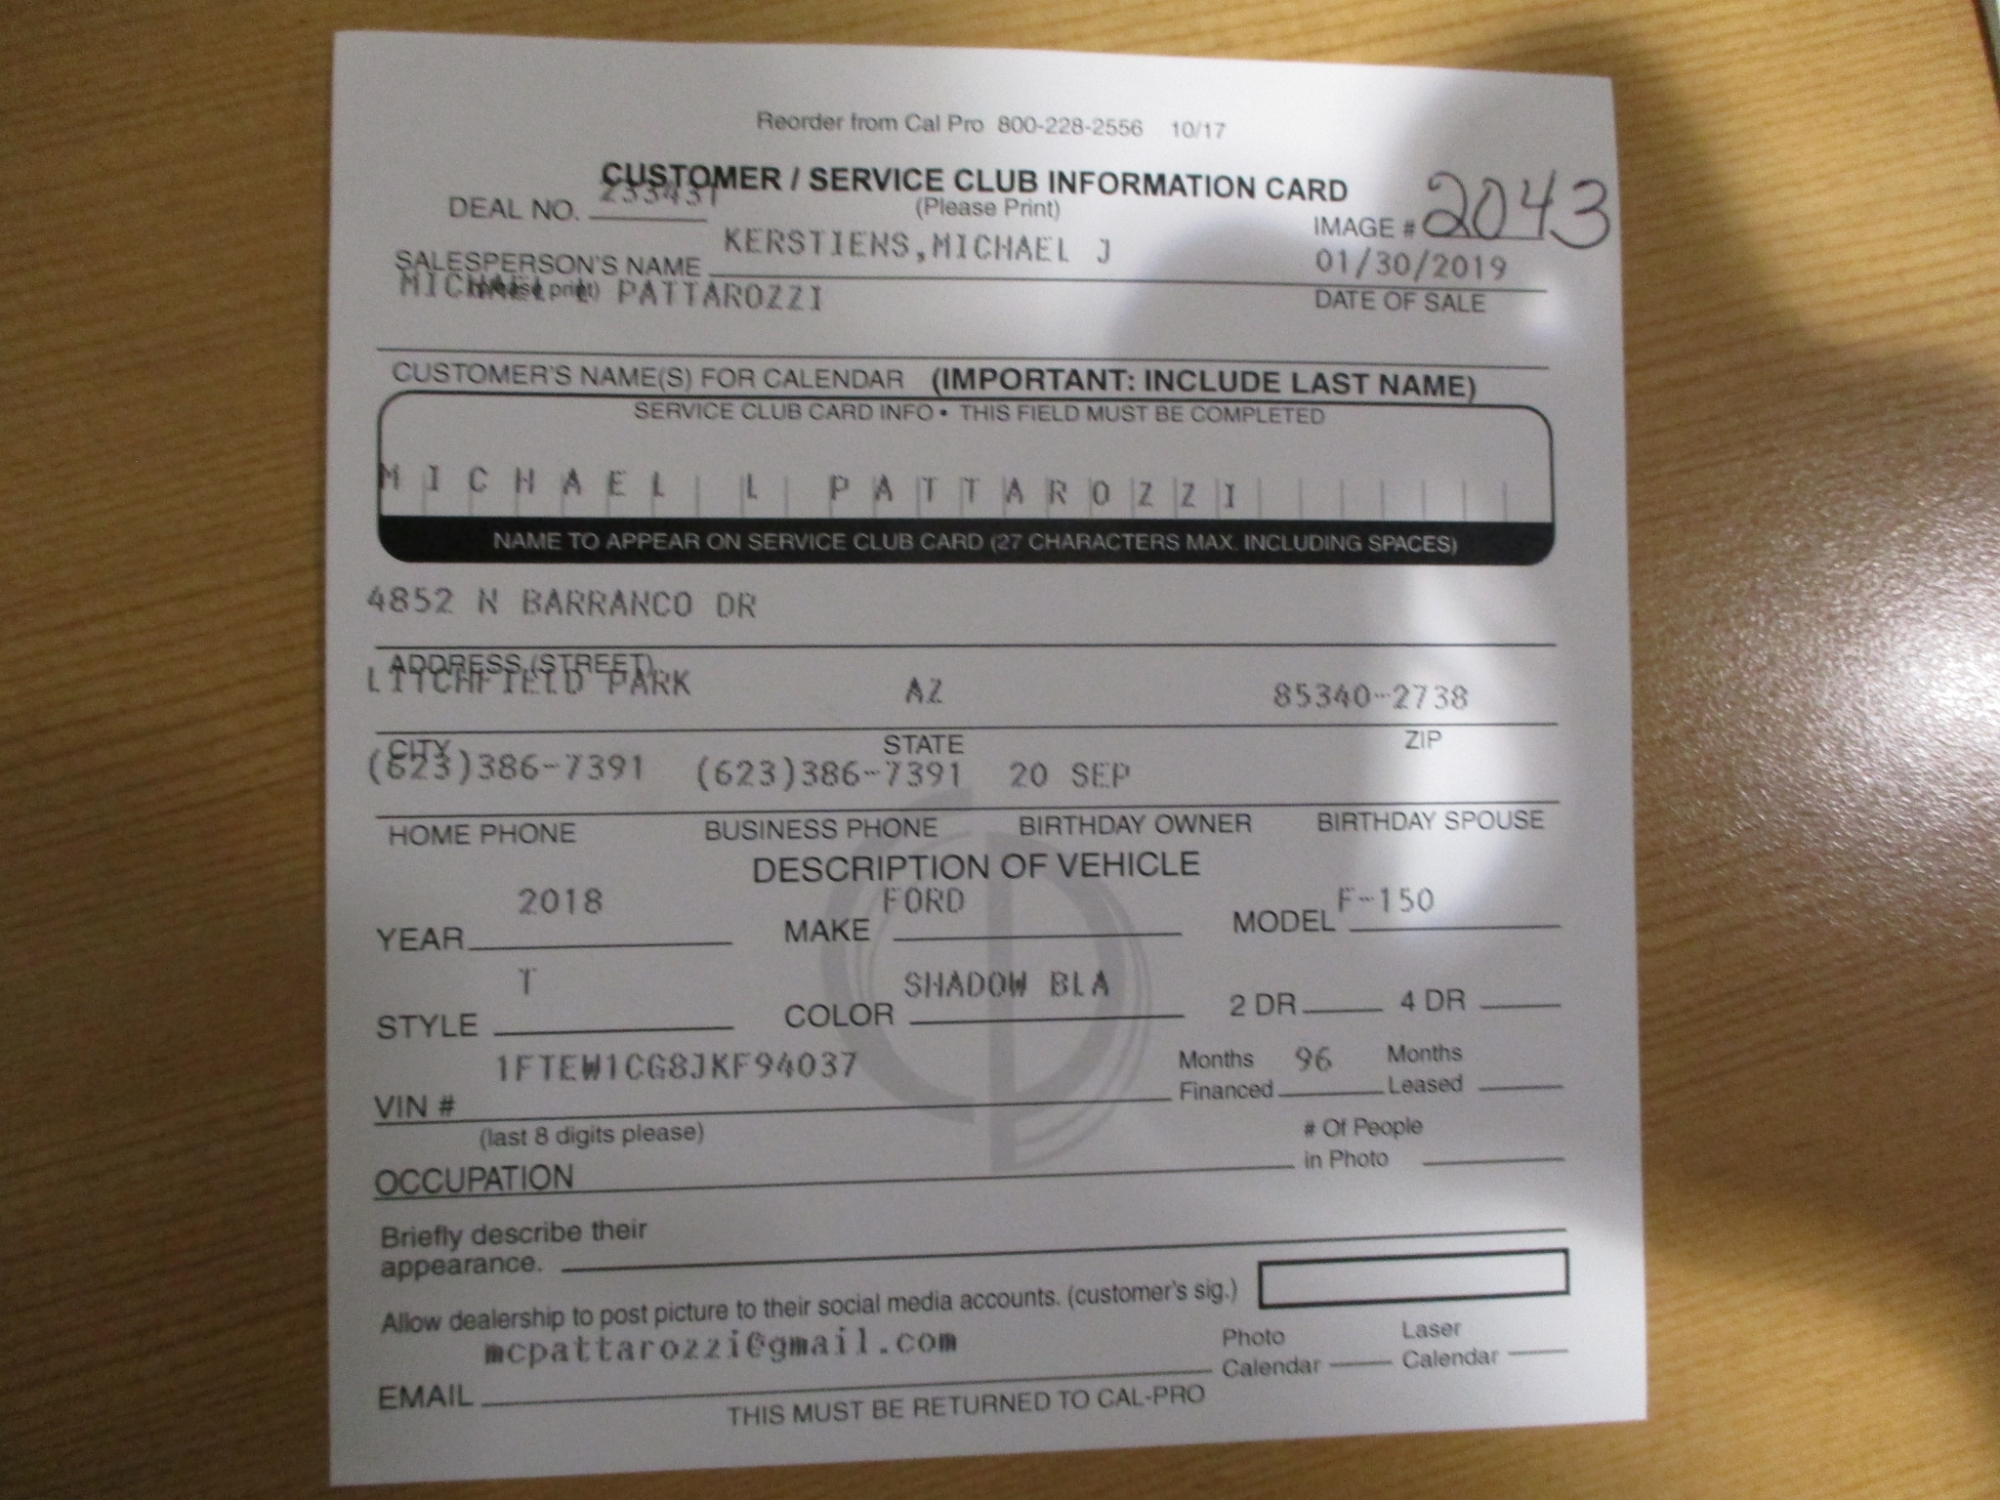 Reorder from Cal Pro 800-228-2556 10/17
CUSTOMER / SERVICE CLUB INFORMATION CARD
DEAL NO. 233431 (Please Print) IMAGE # 2043
SALESPERSON'S NAME KERSTIENS,MICHAEL J 01/30/2019
(please print) DATE OF SALE
MICHAEL L PATTAROZZI
CUSTOMER'S NAME(S) FOR CALENDAR (IMPORTANT: INCLUDE LAST NAME)
SERVICE CLUB CARD INFO • THIS FIELD MUST BE COMPLETED
MICHAEL L PATTAROZZI
NAME TO APPEAR ON SERVICE CLUB CARD (27 CHARACTERS MAX. INCLUDING SPACES)
4852 N BARRANCO DR
ADDRESS (STREET)
LITCHFIELD PARK AZ 85340-2738
CITY STATE ZIP
(623)386-7391 (623)386-7391 20 SEP
HOME PHONE BUSINESS PHONE BIRTHDAY OWNER BIRTHDAY SPOUSE
DESCRIPTION OF VEHICLE
YEAR 2018 MAKE FORD MODEL F-150
STYLE T COLOR SHADOW BLA 2 DR 4 DR
VIN # 1FTEW1CG8JKF94037 Months Financed 96 Months Leased
(last 8 digits please) # Of People
OCCUPATION in Photo
Briefly describe their
appearance.
Allow dealership to post picture to their social media accounts. (customer's sig.)
EMAIL mcpattarozzi@gmail.com Photo Calendar Laser Calendar
THIS MUST BE RETURNED TO CAL-PRO